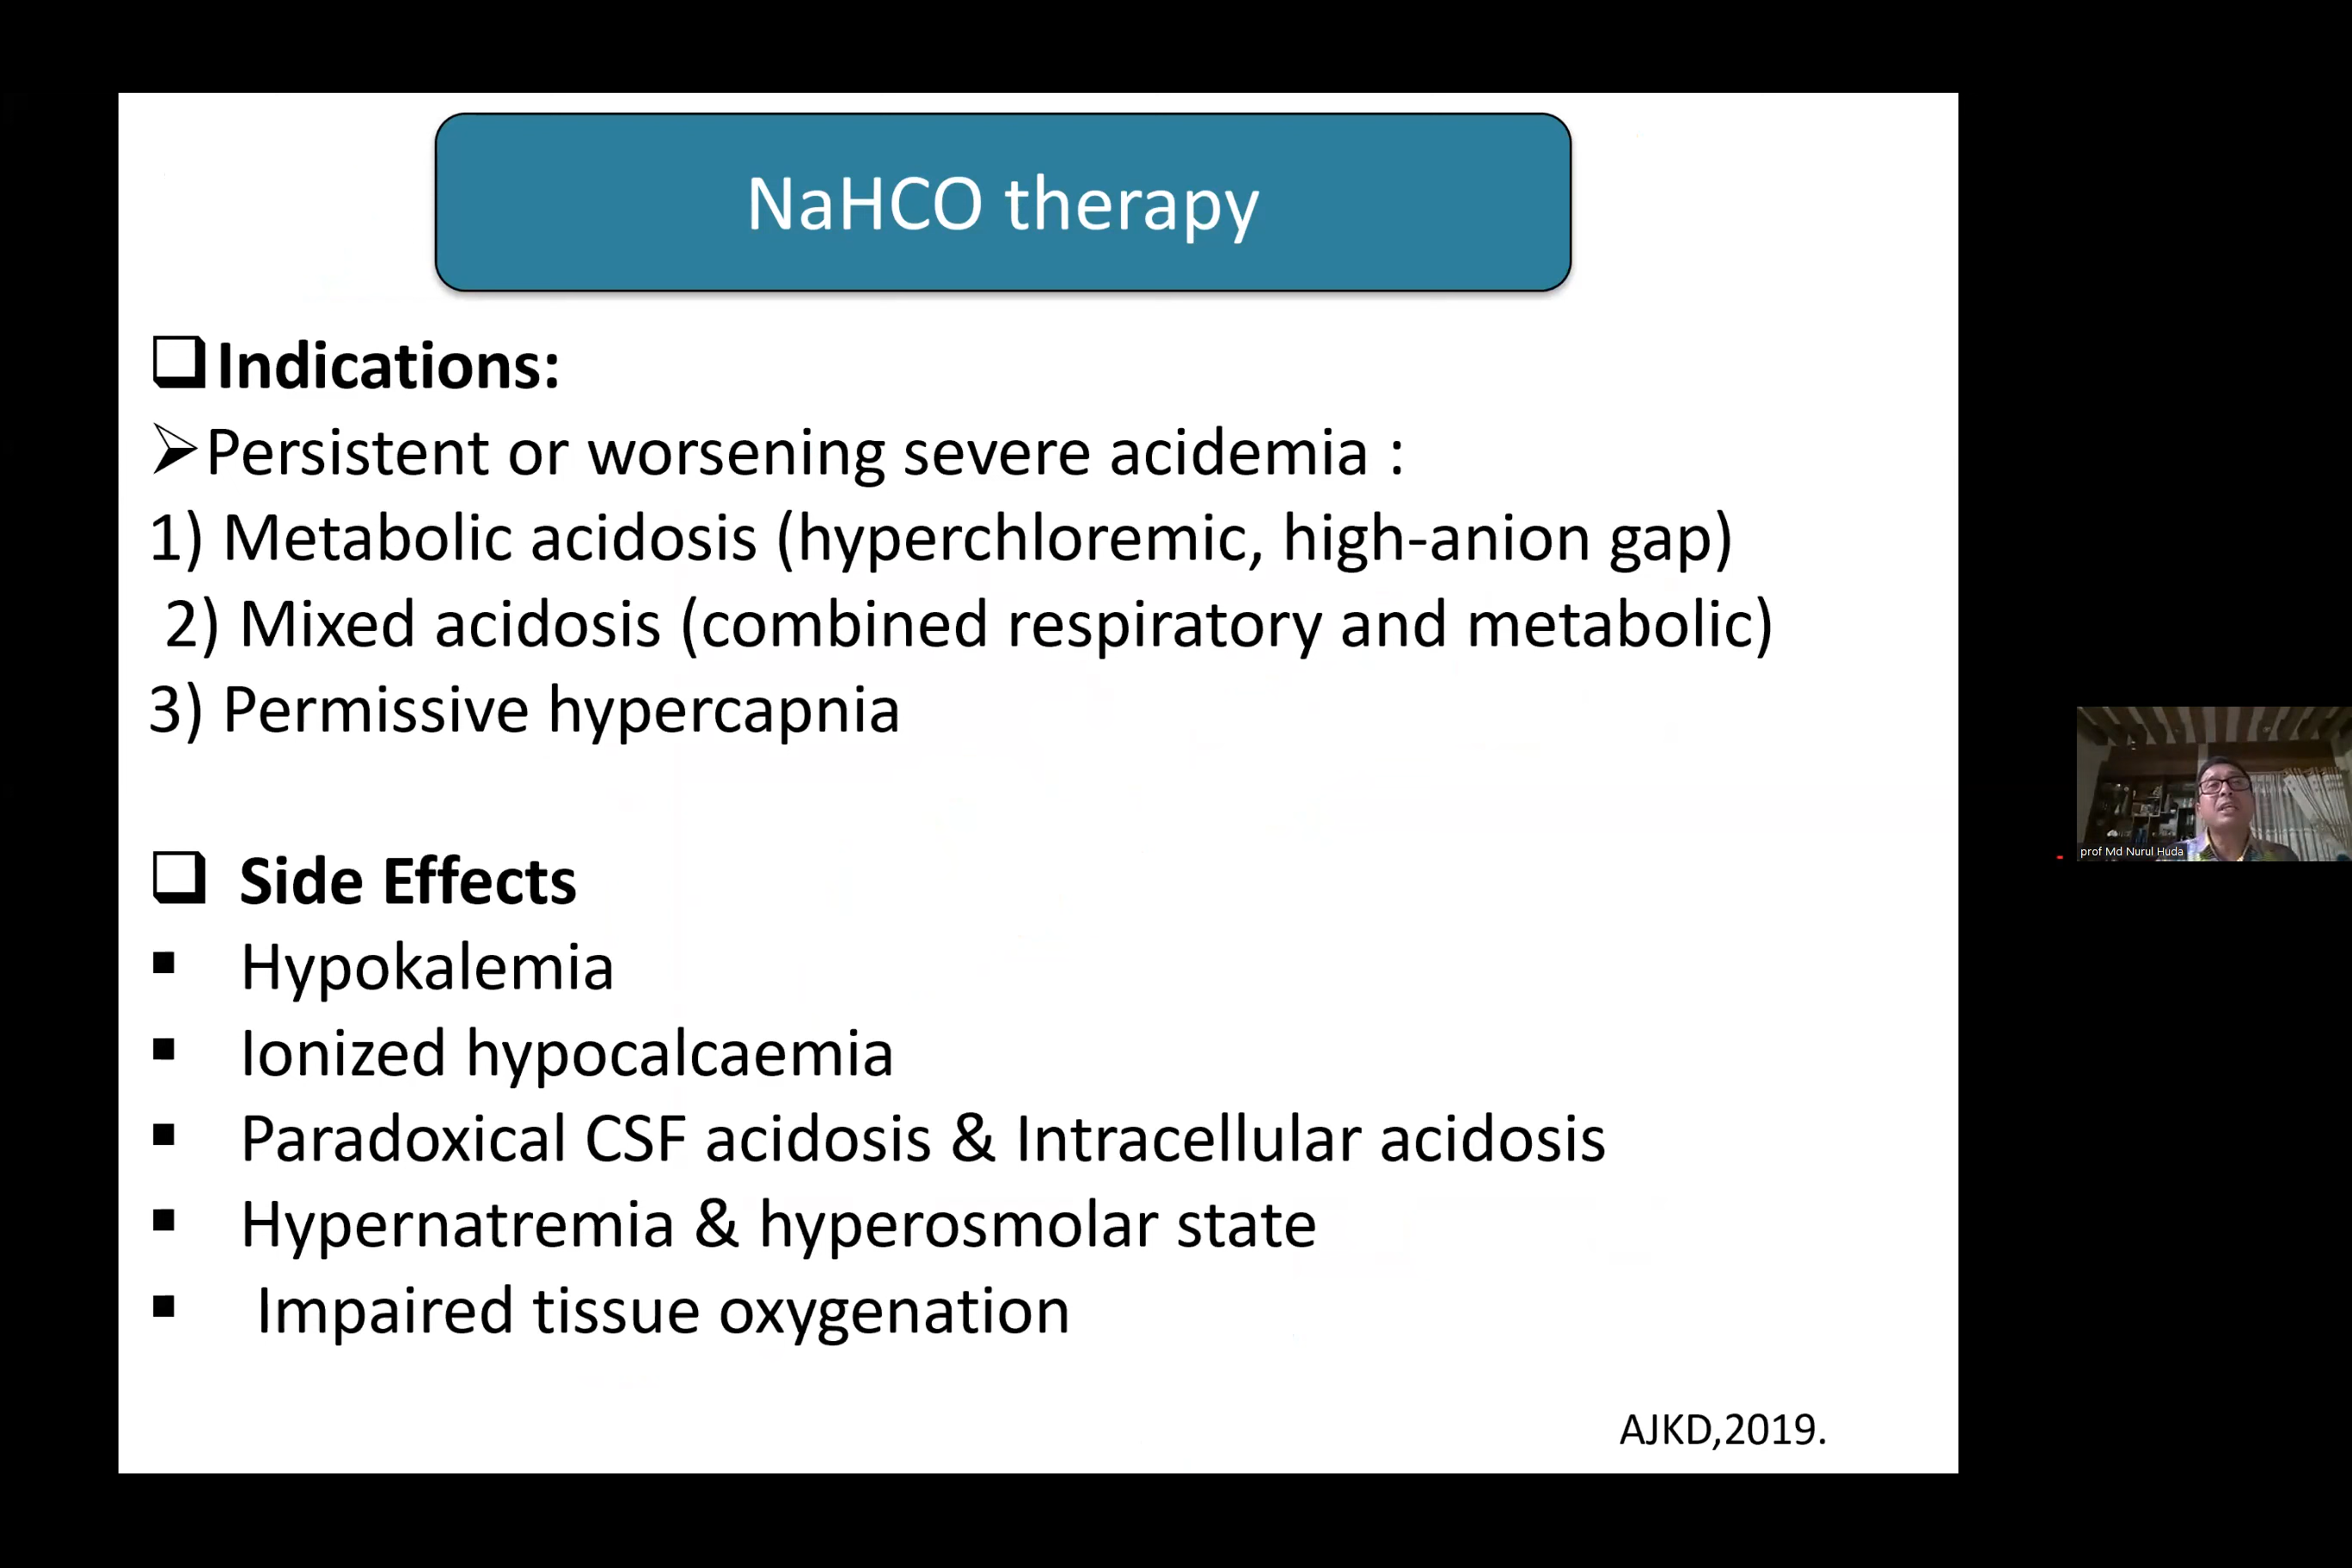 NaHCO therapy
Indications:
Persistent or worsening severe acidemia :
1) Metabolic acidosis (hyperchloremic, high-anion gap)
2) Mixed acidosis (combined respiratory and metabolic)
3) Permissive hypercapnia
Side Effects
Hypokalemia
Ionized hypocalcaemia
Paradoxical CSF acidosis & Intracellular acidosis
Hypernatremia & hyperosmolar state
Impaired tissue oxygenation
AJKD,2019.
prof Md Nurul Huda